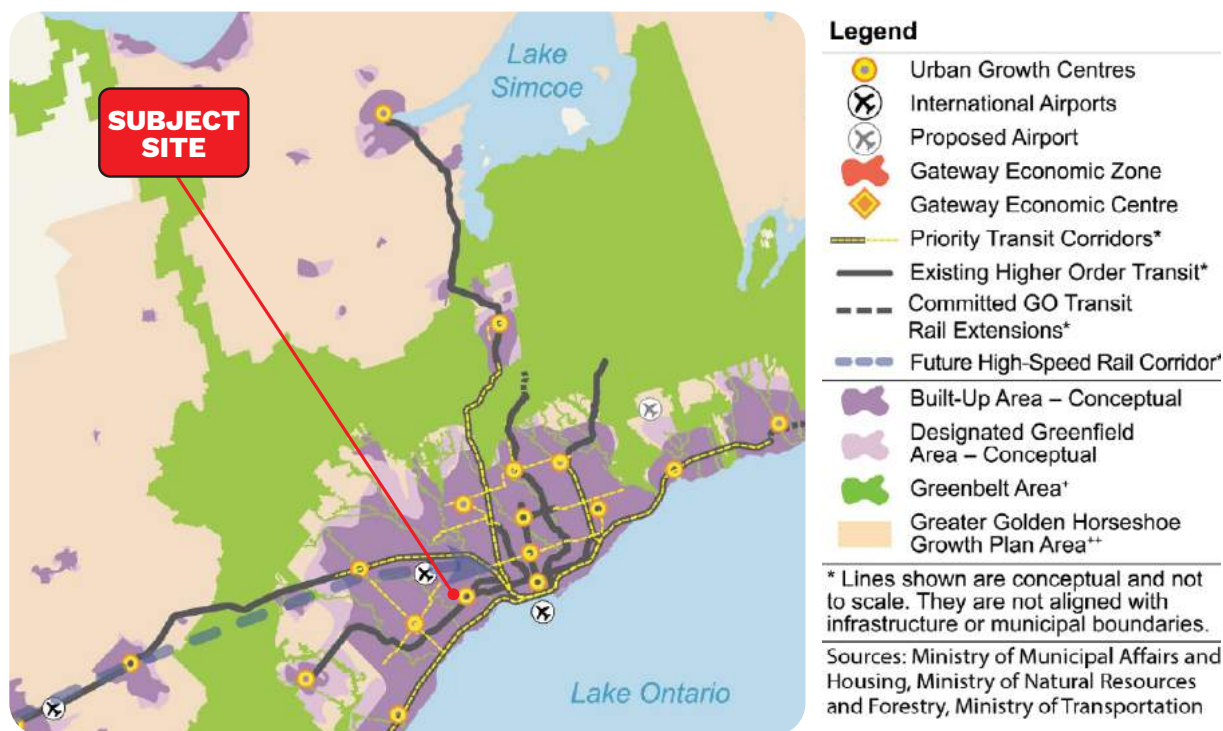 Lake
Simcoe
SUBJECT
SITE
Lake Ontario
Legend
Urban Growth Centres
International Airports
Proposed Airport
Gateway Economic Zone
Gateway Economic Centre
Priority Transit Corridors*
Existing Higher Order Transit*
Committed GO Transit
Rail Extensions*
Future High-Speed Rail Corridor*
Built-Up Area – Conceptual
Designated Greenfield
Area – Conceptual
Greenbelt Area⁺
Greater Golden Horseshoe
Growth Plan Area⁺⁺
* Lines shown are conceptual and not
to scale. They are not aligned with
infrastructure or municipal boundaries.
Sources: Ministry of Municipal Affairs and
Housing, Ministry of Natural Resources
and Forestry, Ministry of Transportation